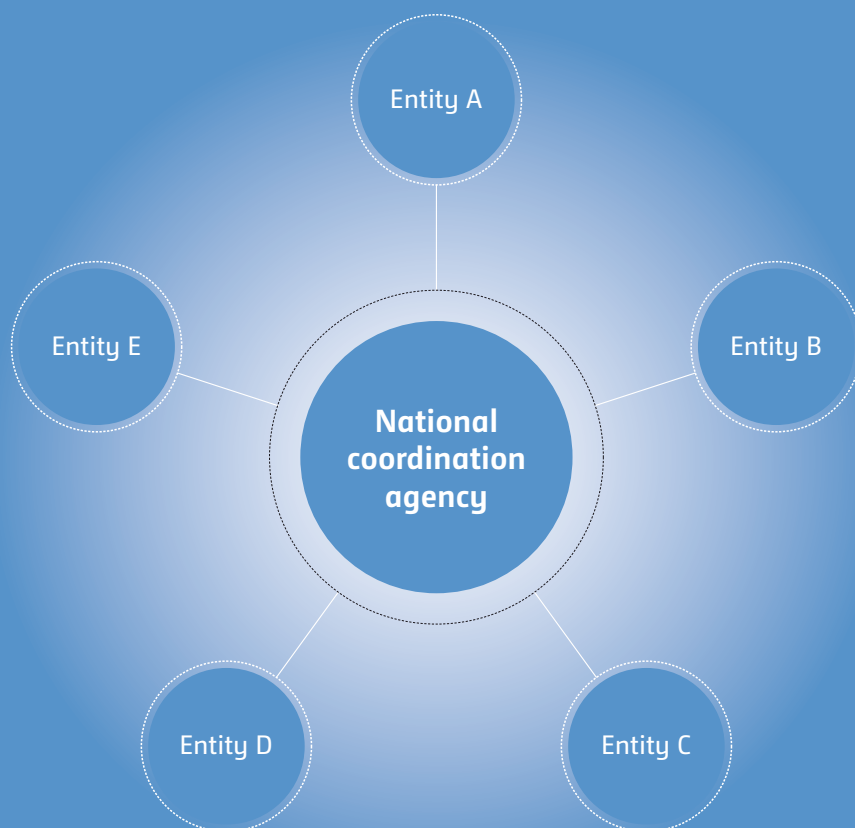 Entity A
Entity E
Entity B
National
coordination
agency
Entity D
Entity C